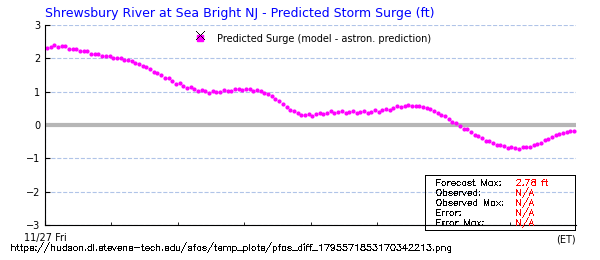 Shrewsbury River at Sea Bright NJ - Predicted Storm Surge (ft)
3
Predicted Surge (model - astron. prediction)
2
1
0
−1
−2
−3
Forecast Max: 2.78 ft
Observed: N/A
Observed Max: N/A
Error: N/A
Error Max: N/A
11/27 Fri
(ET)
https://hudson.dl.stevens-tech.edu/sfas/temp_plots/pfas_diff_1795571853170342213.png